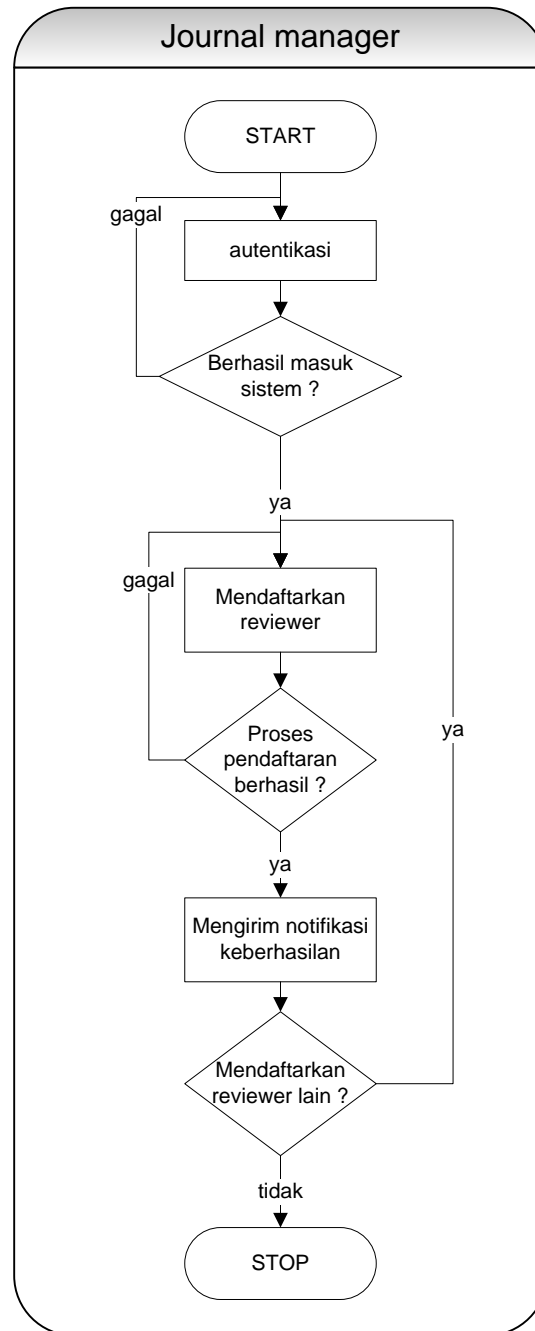 Journal manager
START
gagal
autentikasi
Berhasil masuk
sistem ?
ya
gagal
Mendaftarkan
reviewer
ya
Proses
pendaftaran
berhasil ?
ya
Mengirim notifikasi
keberhasilan
Mendaftarkan
reviewer lain ?
tidak
STOP